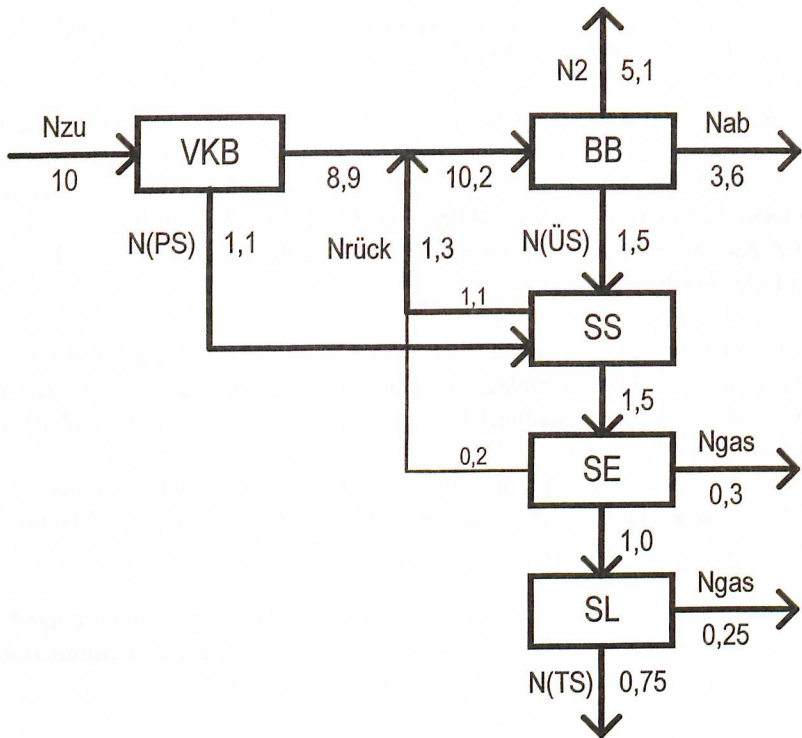 N2 5,1
Nzu
10
VKB
8,9
10,2
BB
Nab
3,6
N(PS) 1,1
Nrück 1,3
N(ÜS) 1,5
1,1
SS
1,5
0,2
SE
Ngas
0,3
1,0
SL
Ngas
0,25
N(TS) 0,75